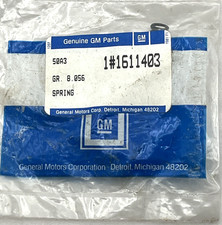 Genuine GM Parts
GM
50A3
1#1611403
GR. 8.056
SPRING
General Motors Corp. Detroit, Michigan 48202
GM
General Motors Corporation · Detroit, Michigan 48202